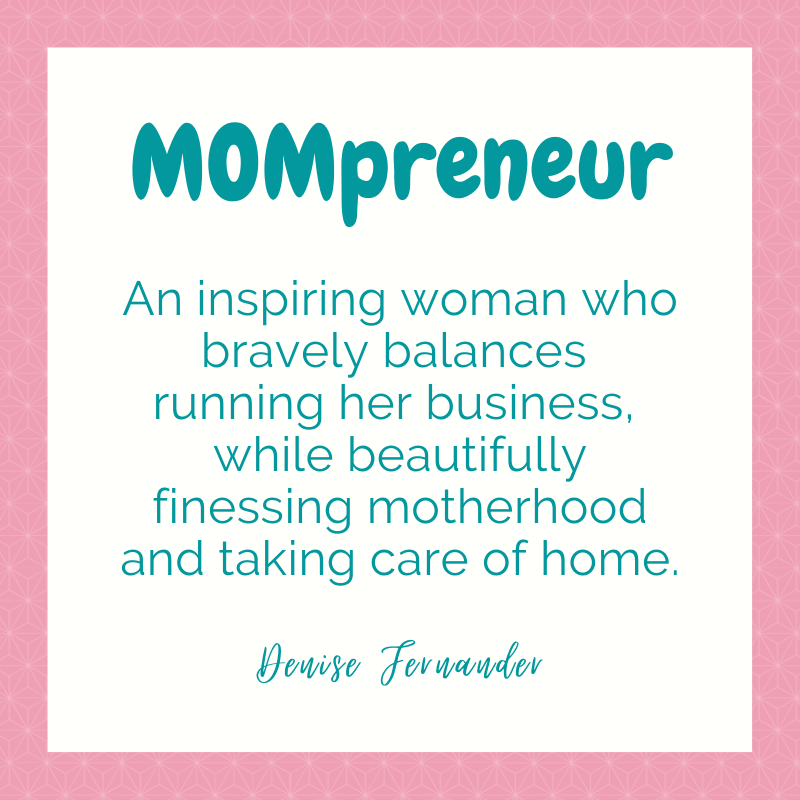 MOMpreneur
An inspiring woman who
bravely balances
running her business,
while beautifully
finessing motherhood
and taking care of home.
Denise Fernander